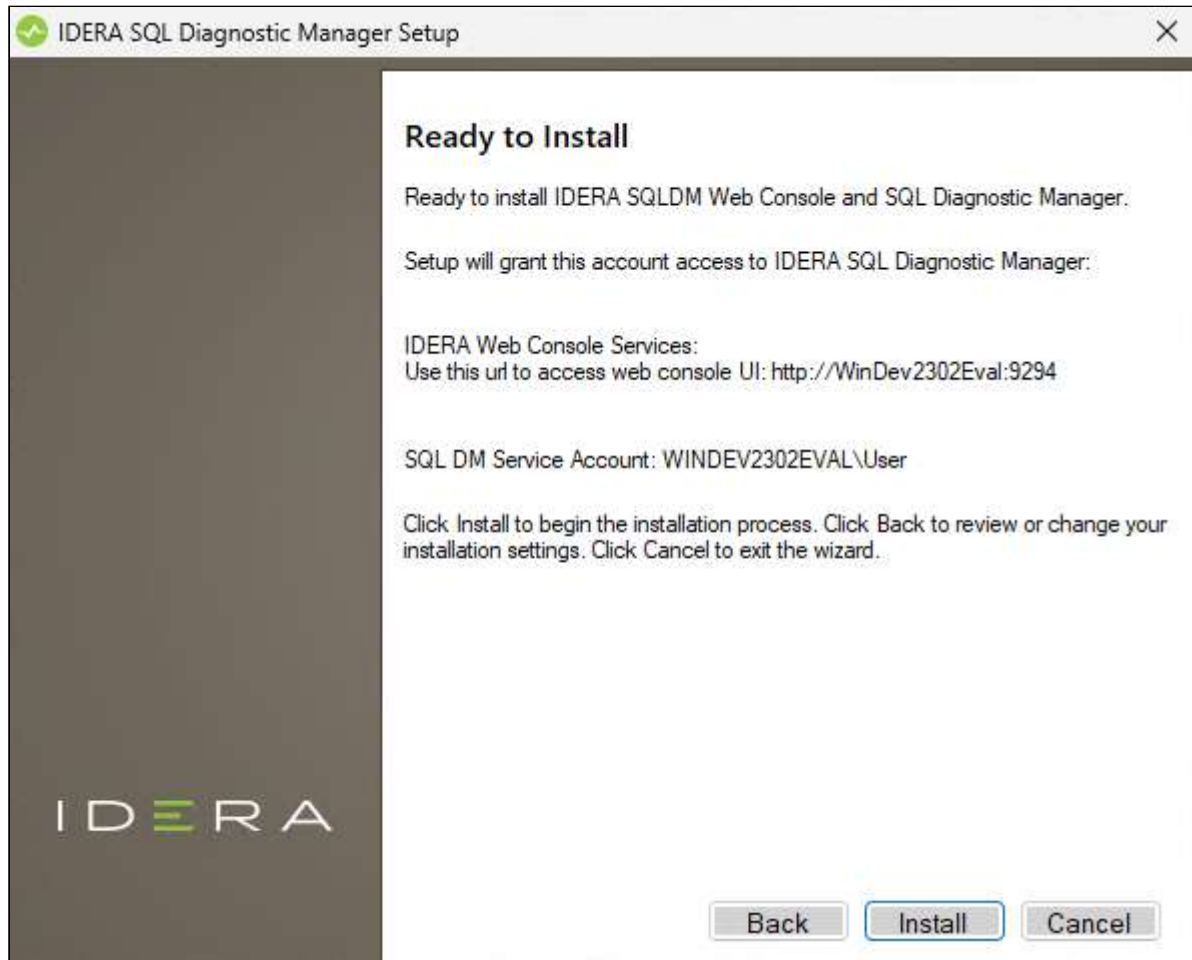 IDERA SQL Diagnostic Manager Setup
Ready to Install
Ready to install IDERA SQLDM Web Console and SQL Diagnostic Manager.
Setup will grant this account access to IDERA SQL Diagnostic Manager:
IDERA Web Console Services:
Use this url to access web console UI: http://WinDev2302Eval:9294
SQL DM Service Account: WINDEV2302EVAL\User
Click Install to begin the installation process. Click Back to review or change your
installation settings. Click Cancel to exit the wizard.
IDERA
Back Install Cancel